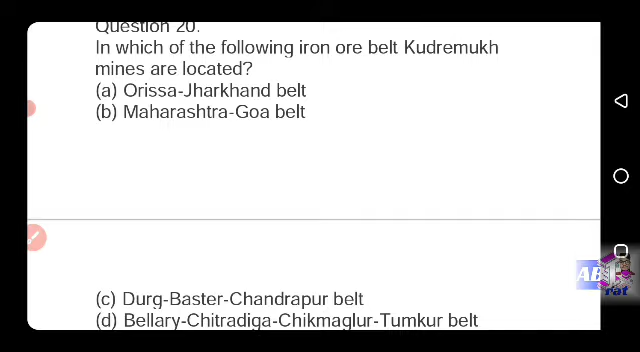 Question 20.
In which of the following iron ore belt Kudremukh
mines are located?
(a) Orissa-Jharkhand belt
(b) Maharashtra-Goa belt
(c) Durg-Baster-Chandrapur belt
(d) Bellary-Chitradiga-Chikmaglur-Tumkur belt